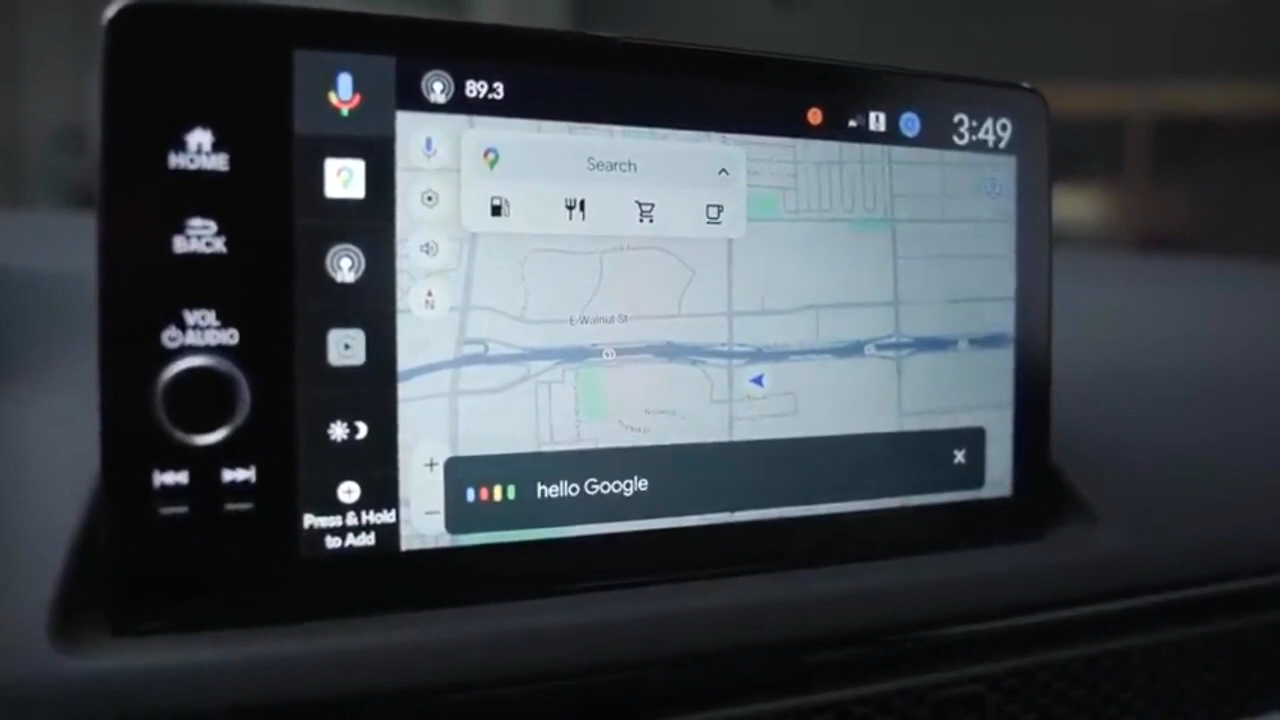 89.3
3:49
HOME
BACK
VOL
AUDIO
Search
N
E Walnut St
hello Google
Press & Hold
to Add